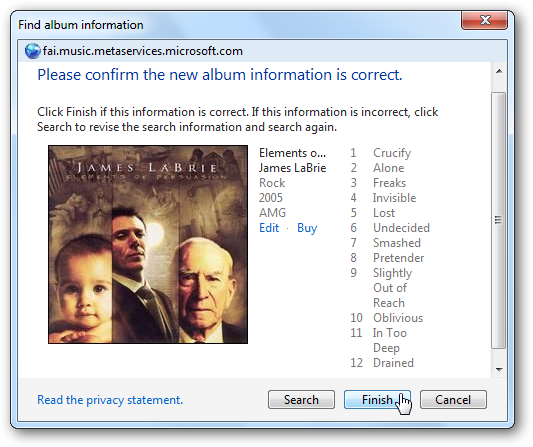 Find album information
fai.music.metaservices.microsoft.com
Please confirm the new album information is correct.
Click Finish if this information is correct. If this information is incorrect, click
Search to revise the search information and search again.
JAMES LABRIE
ELEMENTS OF PERSUASION
Elements o...
James LaBrie
Rock
2005
AMG
Edit · Buy
1 Crucify
2 Alone
3 Freaks
4 Invisible
5 Lost
6 Undecided
7 Smashed
8 Pretender
9 Slightly
Out of
Reach
10 Oblivious
11 In Too
Deep
12 Drained
Read the privacy statement.
Search
Finish
Cancel